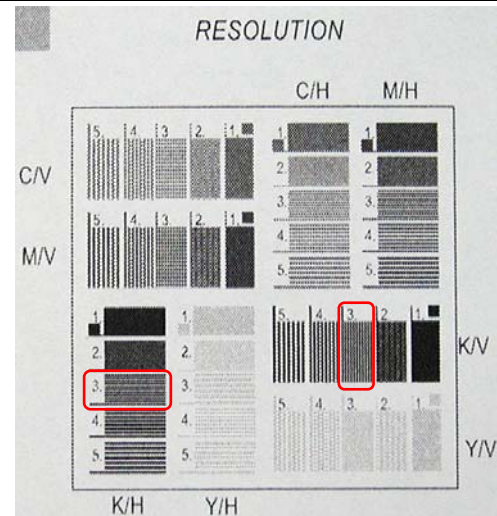 RESOLUTION
C/H M/H
C/V
5. 4. 3 2. 1.
1.
2.
3.
4.
5.
1.
2.
3.
4.
5.
M/V
5. 4. 3. 2. 1.
1.
2.
3.
4.
5.
1.
2.
3.
4.
5.
K/V
5. 4. 3. 2. 1.
Y/V
5. 4. 3. 2. 1.
K/H Y/H